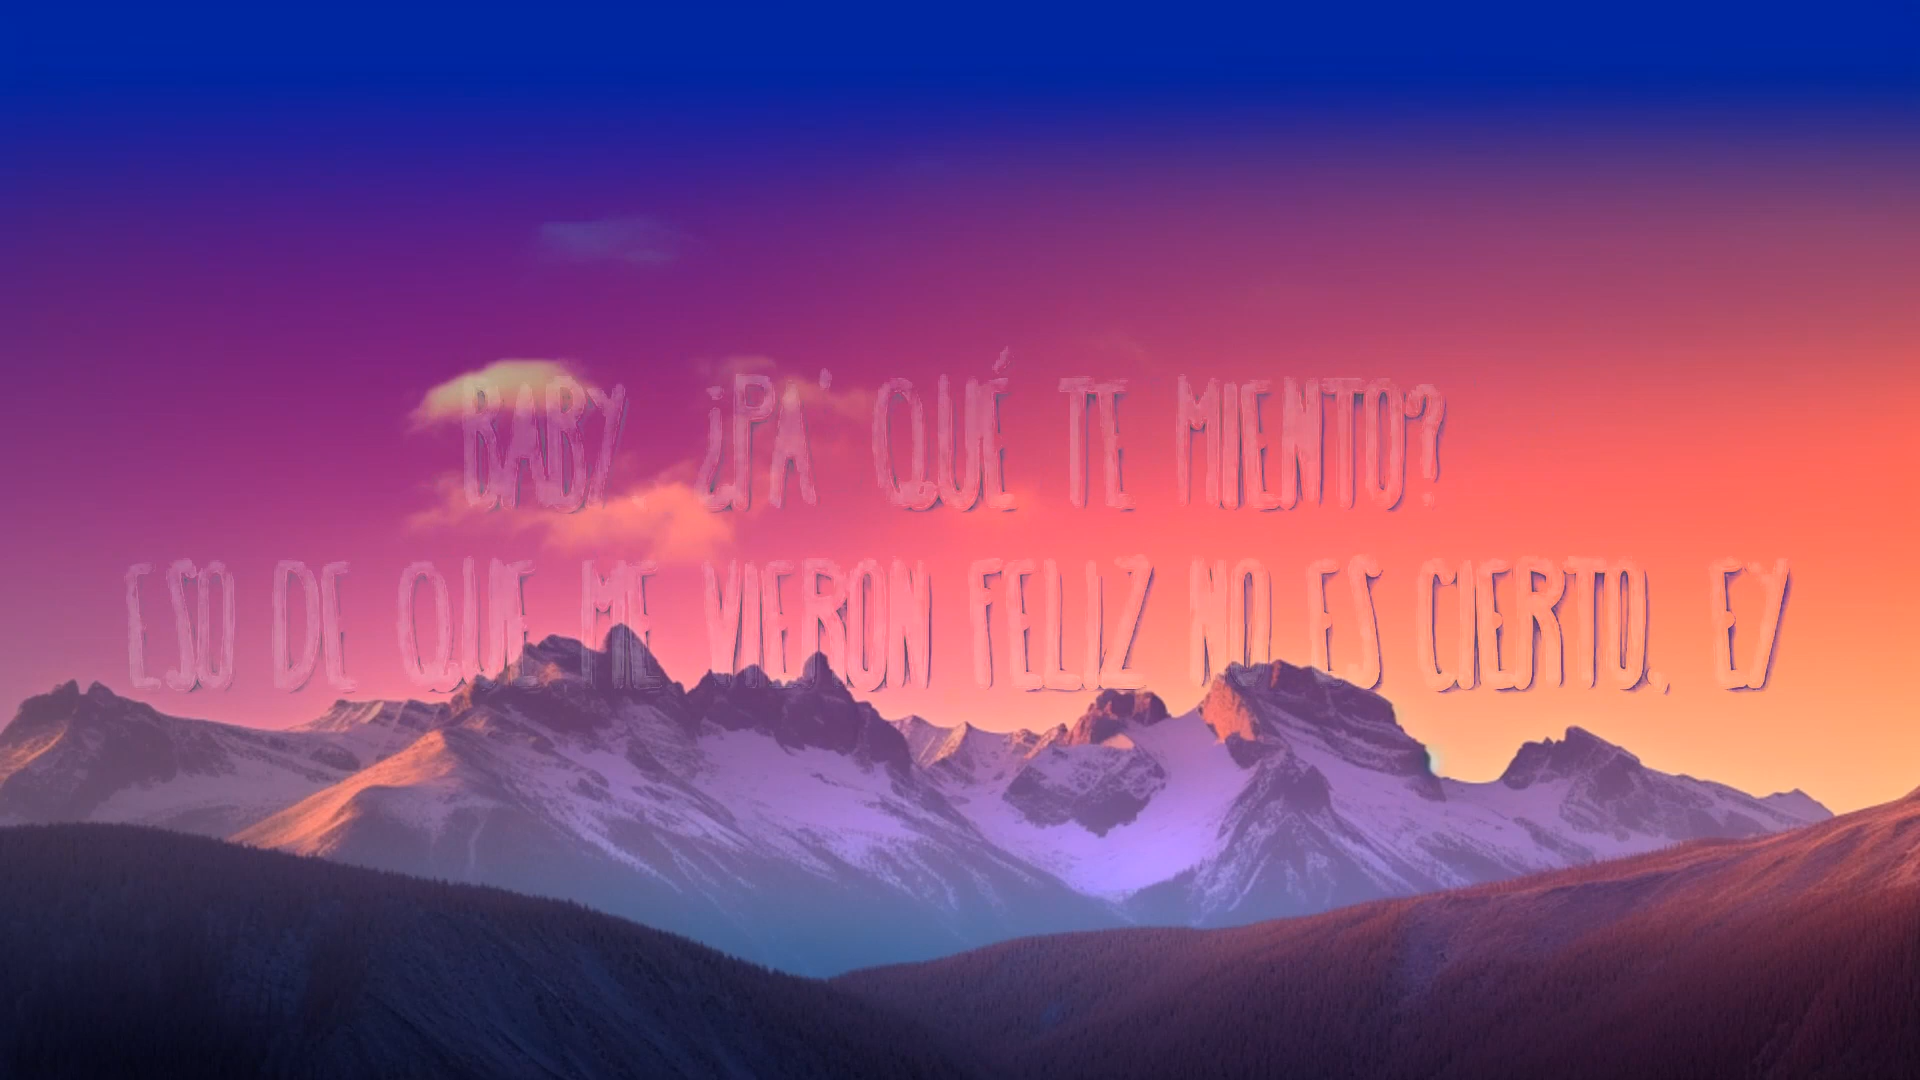 BABY, ¿PA' QUÉ TE MIENTO?
ESO DE QUE ME VIERON FELIZ NO ES CIERTO, EY